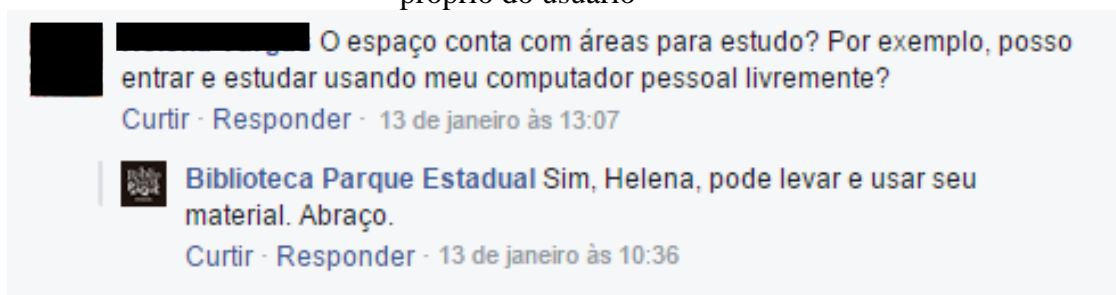 próprio do usuário
O espaço conta com áreas para estudo? Por exemplo, posso
entrar e estudar usando meu computador pessoal livremente?
Curtir · Responder · 13 de janeiro às 13:07
Biblioteca Parque Estadual Sim, Helena, pode levar e usar seu
material. Abraço.
Curtir · Responder · 13 de janeiro às 10:36